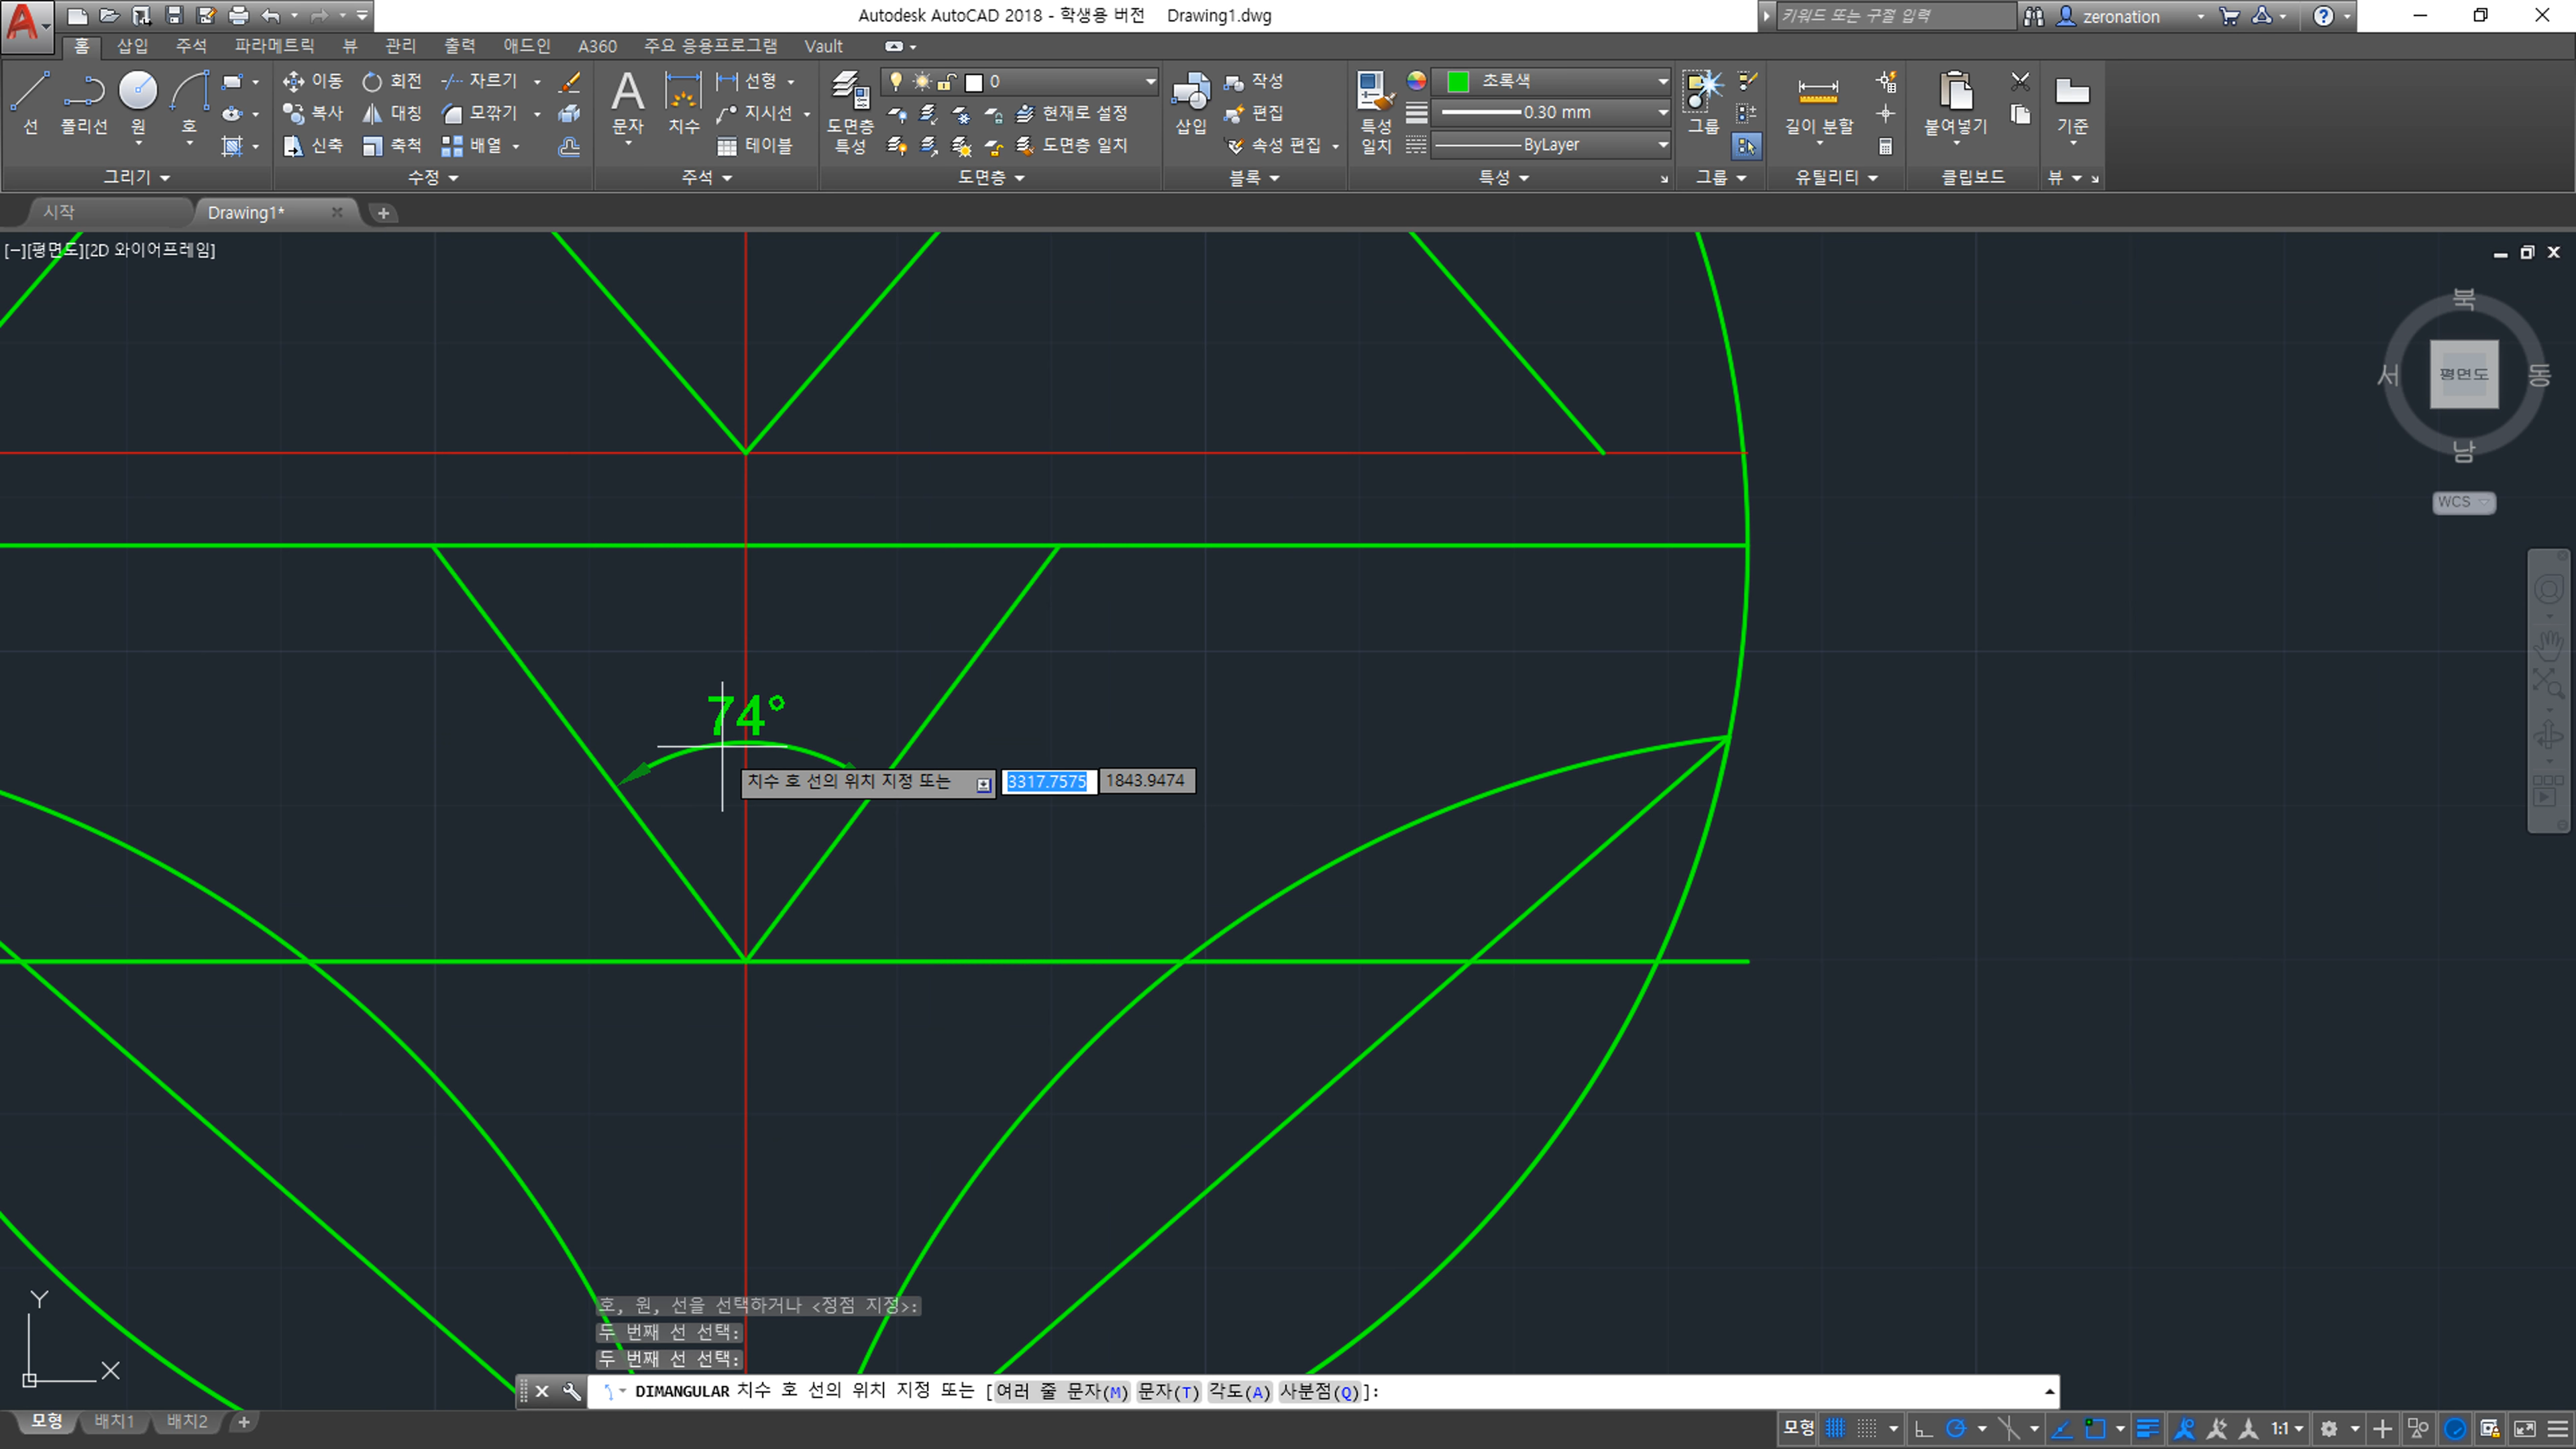 Autodesk AutoCAD 2018 - 학생용 버전 Drawing1.dwg
키워드 또는 구절 입력
zeronation
홈 삽입 주석 파라메트릭 뷰 관리 출력 애드인 A360 주요 응용프로그램 Vault
선 폴리선 원 호
이동 회전 자르기
복사 대칭 모깎기
신축 축척 배열
문자 치수
선형
지시선
테이블
도면층 특성
0
현재로 설정
도면층 일치
삽입
작성
편집
속성 편집
특성 일치
초록색
0.30 mm
ByLayer
그룹
길이 분할
붙여넣기
기준
그리기 수정 주석 도면층 블록 특성 그룹 유틸리티 클립보드 뷰
시작 Drawing1*
[−][평면도][2D 와이어프레임]
북
서 평면도 동
남
WCS
74°
치수 호 선의 위치 지정 또는 3317.7575 1843.9474
Y
X
호, 원, 선을 선택하거나 <정점 지정>:
두 번째 선 선택:
두 번째 선 선택:
DIMANGULAR 치수 호 선의 위치 지정 또는 [여러 줄 문자(M) 문자(T) 각도(A) 사분점(Q)]:
모형 배치1 배치2
모형 1:1